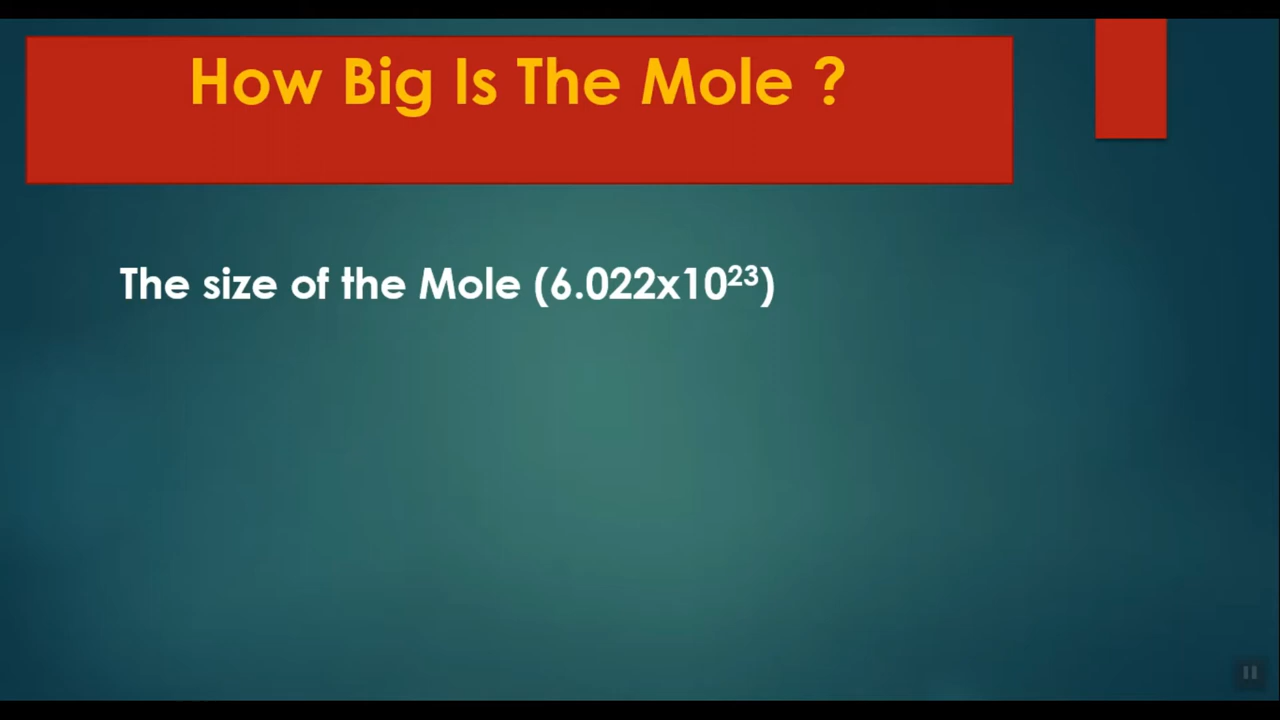 How Big Is The Mole ?
The size of the Mole (6.022x10²³)